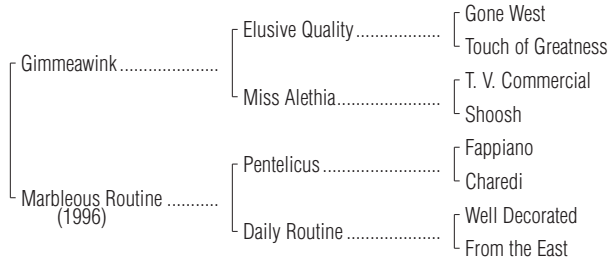 Gone West
Elusive Quality
Touch of Greatness
Gimmeawink
T. V. Commercial
Miss Alethia
Shoosh
Fappiano
Pentelicus
Charedi
Marbleous Routine
(1996)
Well Decorated
Daily Routine
From the East